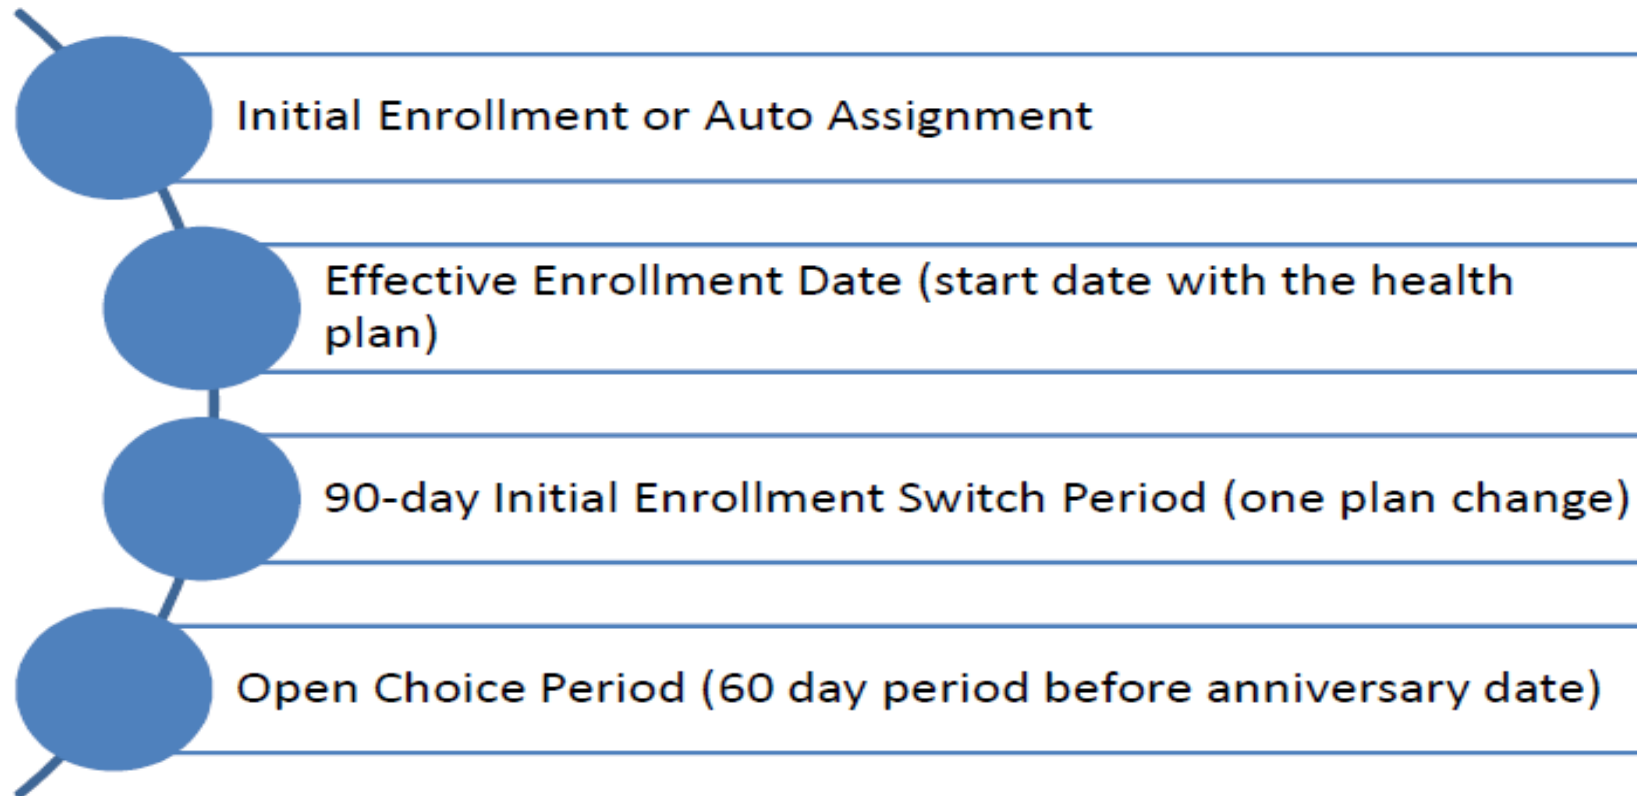 Initial Enrollment or Auto Assignment
Effective Enrollment Date (start date with the health
plan)
90-day Initial Enrollment Switch Period (one plan change)
Open Choice Period (60 day period before anniversary date)